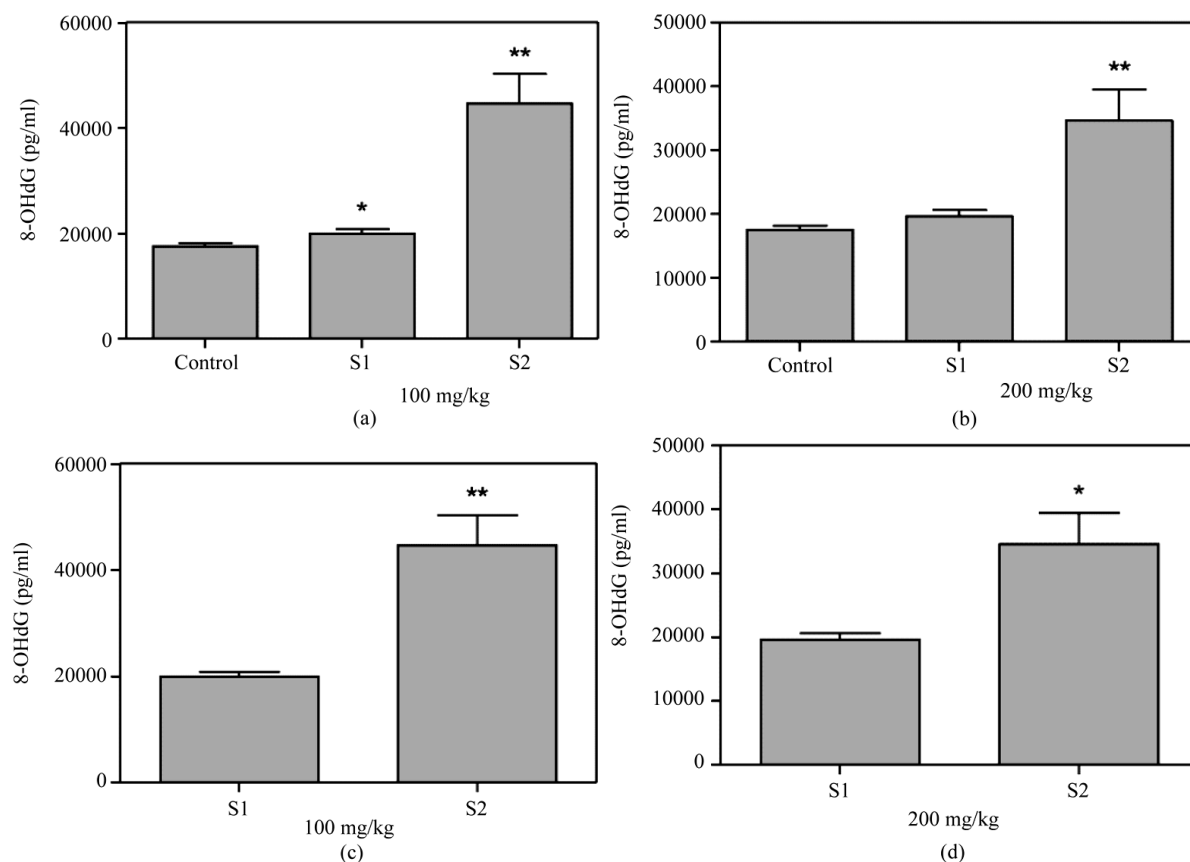 60000
40000
20000
0
8-OHdG (pg/ml)
*
**
Control S1 S2
100 mg/kg
(a)
50000
40000
30000
20000
10000
0
8-OHdG (pg/ml)
**
Control S1 S2
200 mg/kg
(b)
60000
40000
20000
0
8-OHdG (pg/ml)
**
S1 S2
100 mg/kg
(c)
50000
40000
30000
20000
10000
0
8-OHdG (pg/ml)
*
S1 S2
200 mg/kg
(d)